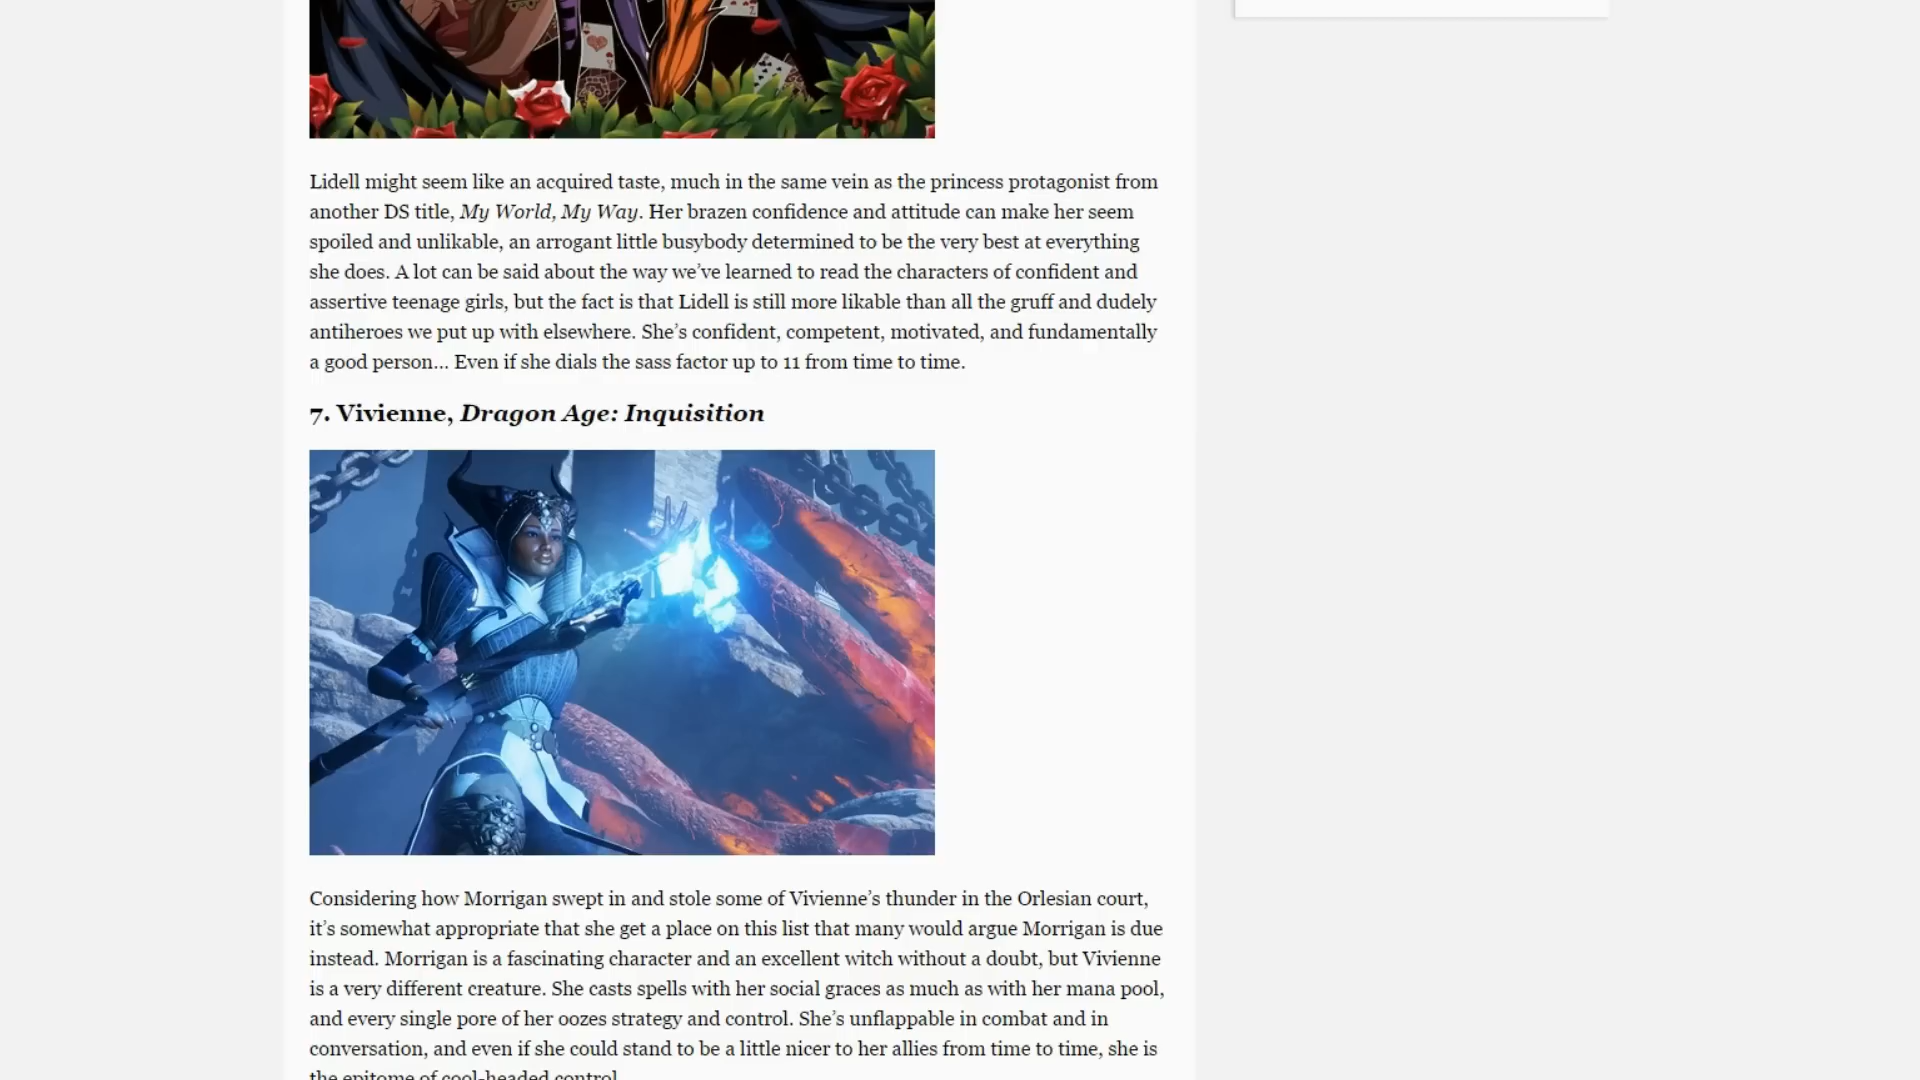 Lidell might seem like an acquired taste, much in the same vein as the princess protagonist from
another DS title, My World, My Way. Her brazen confidence and attitude can make her seem
spoiled and unlikable, an arrogant little busybody determined to be the very best at everything
she does. A lot can be said about the way we’ve learned to read the characters of confident and
assertive teenage girls, but the fact is that Lidell is still more likable than all the gruff and dudely
antiheroes we put up with elsewhere. She’s confident, competent, motivated, and fundamentally
a good person... Even if she dials the sass factor up to 11 from time to time.
7. Vivienne, Dragon Age: Inquisition
Considering how Morrigan swept in and stole some of Vivienne’s thunder in the Orlesian court,
it’s somewhat appropriate that she get a place on this list that many would argue Morrigan is due
instead. Morrigan is a fascinating character and an excellent witch without a doubt, but Vivienne
is a very different creature. She casts spells with her social graces as much as with her mana pool,
and every single pore of her oozes strategy and control. She’s unflappable in combat and in
conversation, and even if she could stand to be a little nicer to her allies from time to time, she is
the epitome of cool-headed control.